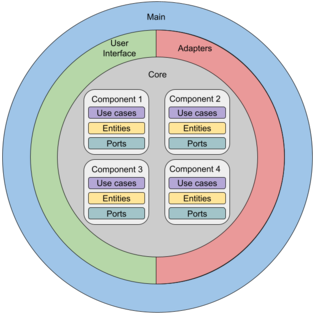 Main
User
Interface
Adapters
Core
Component 1
Use cases
Entities
Ports
Component 2
Use cases
Entities
Ports
Component 3
Use cases
Entities
Ports
Component 4
Use cases
Entities
Ports